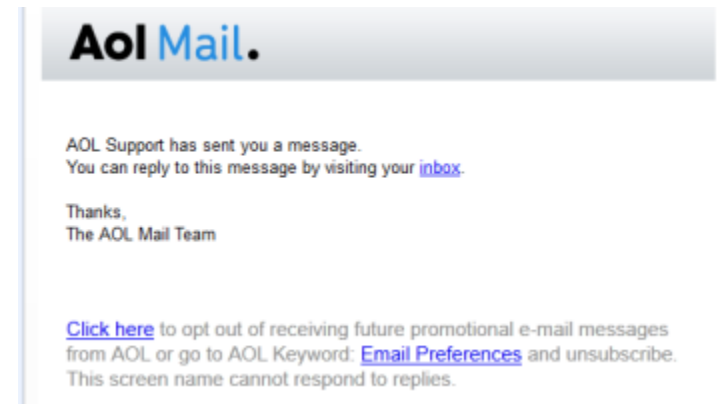 Aol Mail.
AOL Support has sent you a message.
You can reply to this message by visiting your inbox.
Thanks,
The AOL Mail Team
Click here to opt out of receiving future promotional e-mail messages
from AOL or go to AOL Keyword: Email Preferences and unsubscribe.
This screen name cannot respond to replies.